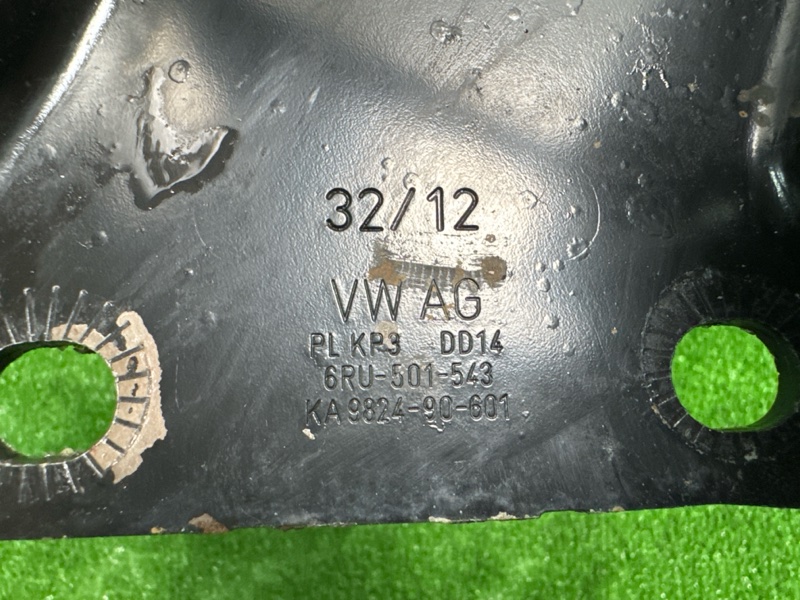 32/12
VW AG
PL KP3 DD14
6RU-501-543
KA 9824-90-601